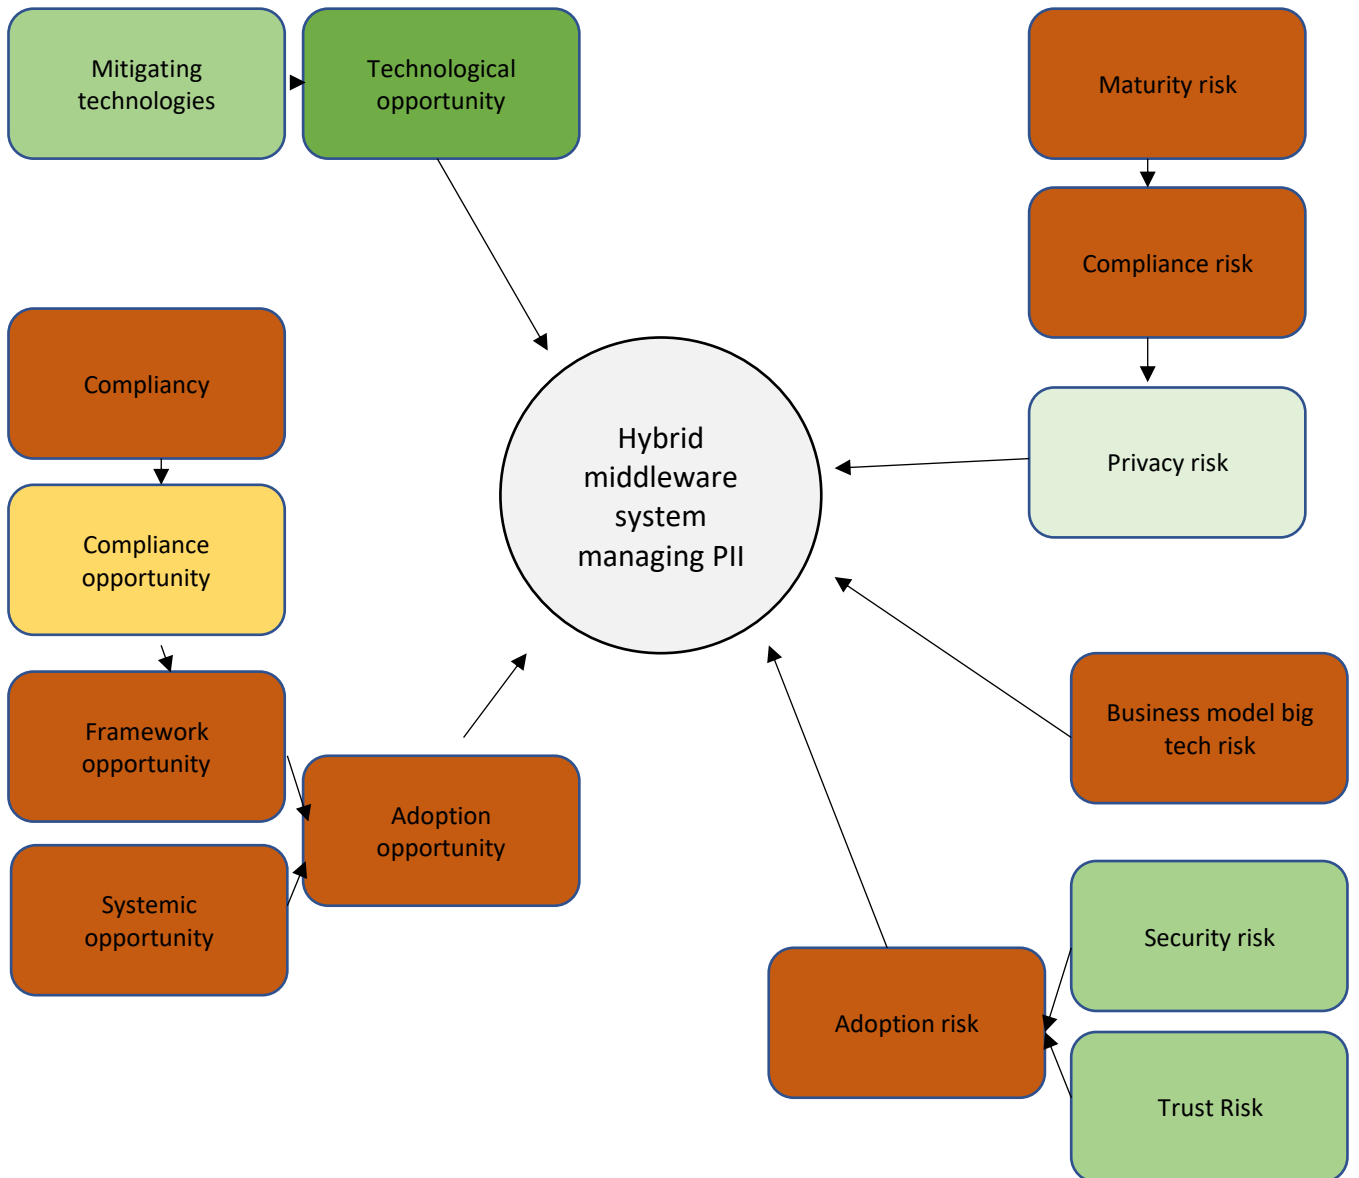 Mitigating
technologies
Technological
opportunity
Maturity risk
Compliance risk
Compliancy
Hybrid
middleware
system
managing PII
Privacy risk
Compliance
opportunity
Framework
opportunity
Business model big
tech risk
Adoption
opportunity
Systemic
opportunity
Security risk
Adoption risk
Trust Risk